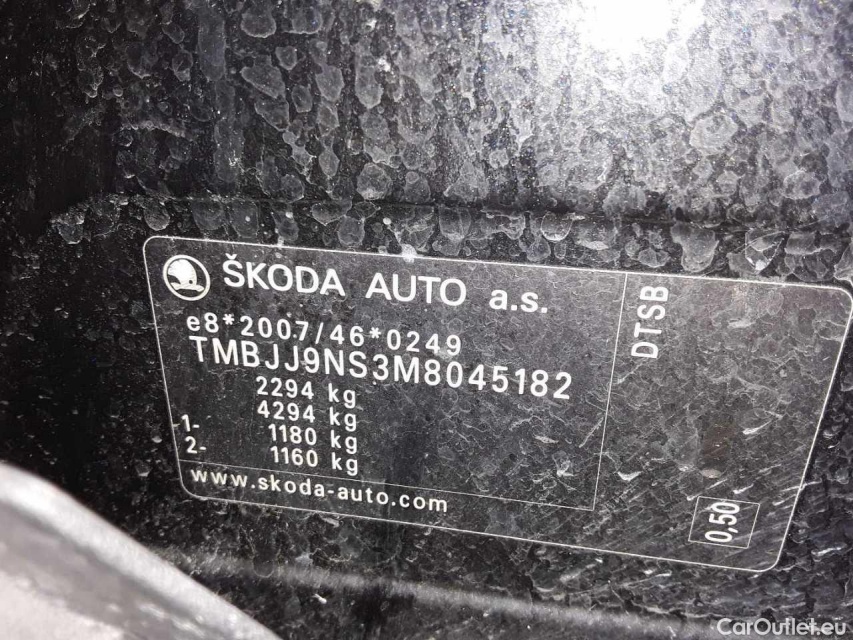 ŠKODA AUTO a.s.
e8*2007/46*0249
TMBJJ9NS3M8045182
2294 kg
4294 kg
1- 1180 kg
2- 1160 kg
www.skoda-auto.com
DTSB
0,50
CarOutlet.eu